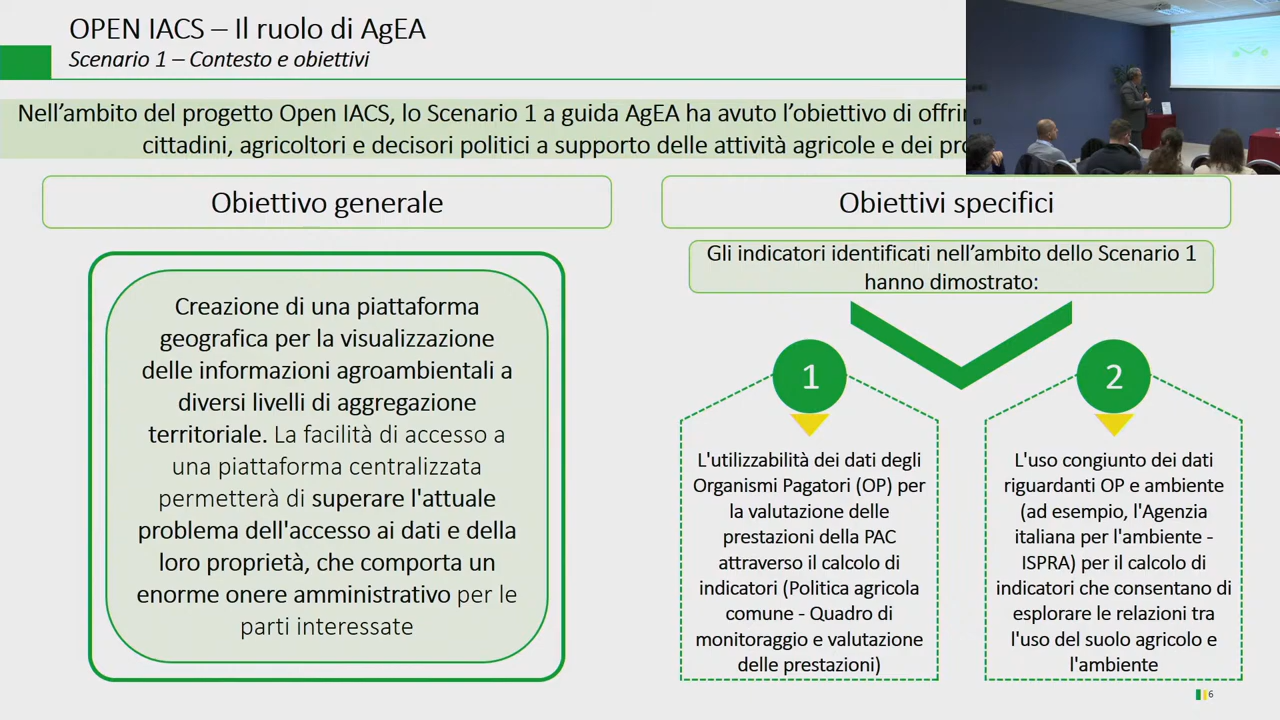 OPEN IACS – Il ruolo di AgEA
Scenario 1 – Contesto e obiettivi
Nell'ambito del progetto Open IACS, lo Scenario 1 a guida AgEA ha avuto l'obiettivo di
cittadini, agricoltori e decisori politici a supporto delle attività agricole e dei
Obiettivo generale
Creazione di una piattaforma
geografica per la visualizzazione
delle informazioni agroambientali a
diversi livelli di aggregazione
territoriale. La facilità di accesso a
una piattaforma centralizzata
permetterà di superare l'attuale
problema dell'accesso ai dati e della
loro proprietà, che comporta un
enorme onere amministrativo per le
parti interessate
Obiettivi specifici
Gli indicatori identificati nell'ambito dello Scenario 1
hanno dimostrato:
1
L'utilizzabilità dei dati degli
Organismi Pagatori (OP) per
la valutazione delle
prestazioni della PAC
attraverso il calcolo di
indicatori (Politica agricola
comune - Quadro di
monitoraggio e valutazione
delle prestazioni)
2
L'uso congiunto dei dati
riguardanti OP e ambiente
(ad esempio, l'Agenzia
italiana per l'ambiente -
ISPRA) per il calcolo di
indicatori che consentano di
esplorare le relazioni tra
l'uso del suolo agricolo e
l'ambiente
6